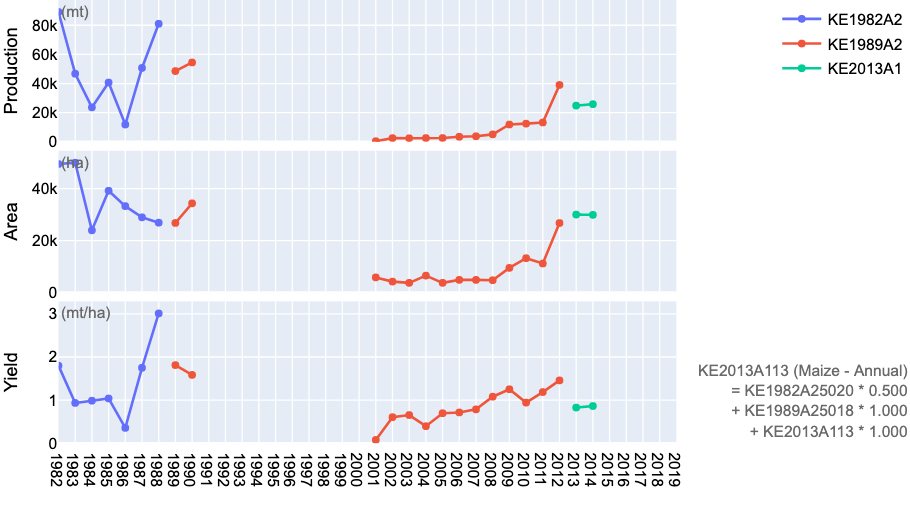 Production
(mt)
80k
60k
40k
20k
0
KE1982A2
KE1989A2
KE2013A1
Area
(ha)
40k
20k
0
Yield
(mt/ha)
3
2
1
0
KE2013A113 (Maize - Annual)
= KE1982A25020 * 0.500
+ KE1989A25018 * 1.000
+ KE2013A113 * 1.000
1982
1983
1984
1985
1986
1987
1988
1989
1990
1991
1992
1993
1994
1995
1996
1997
1998
1999
2000
2001
2002
2003
2004
2005
2006
2007
2008
2009
2010
2011
2012
2013
2014
2015
2016
2017
2018
2019